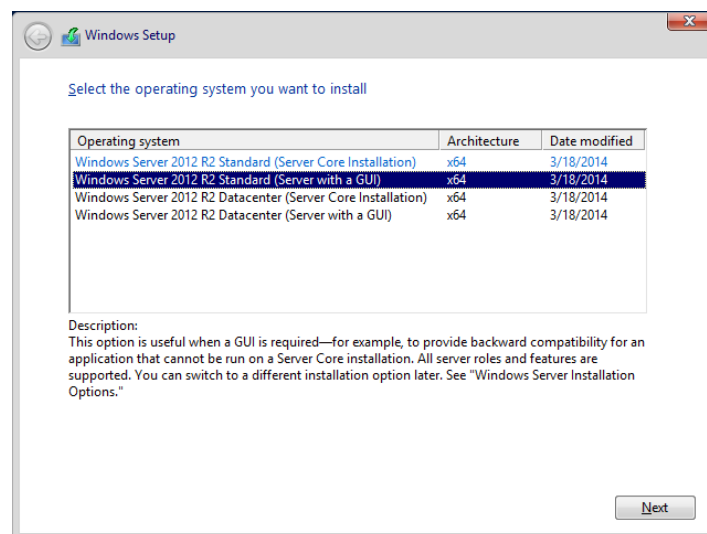 Windows Setup
Select the operating system you want to install
Operating system Architecture Date modified
Windows Server 2012 R2 Standard (Server Core Installation) x64 3/18/2014
Windows Server 2012 R2 Standard (Server with a GUI) x64 3/18/2014
Windows Server 2012 R2 Datacenter (Server Core Installation) x64 3/18/2014
Windows Server 2012 R2 Datacenter (Server with a GUI) x64 3/18/2014
Description:
This option is useful when a GUI is required—for example, to provide backward compatibility for an
application that cannot be run on a Server Core installation. All server roles and features are
supported. You can switch to a different installation option later. See "Windows Server Installation
Options."
Next